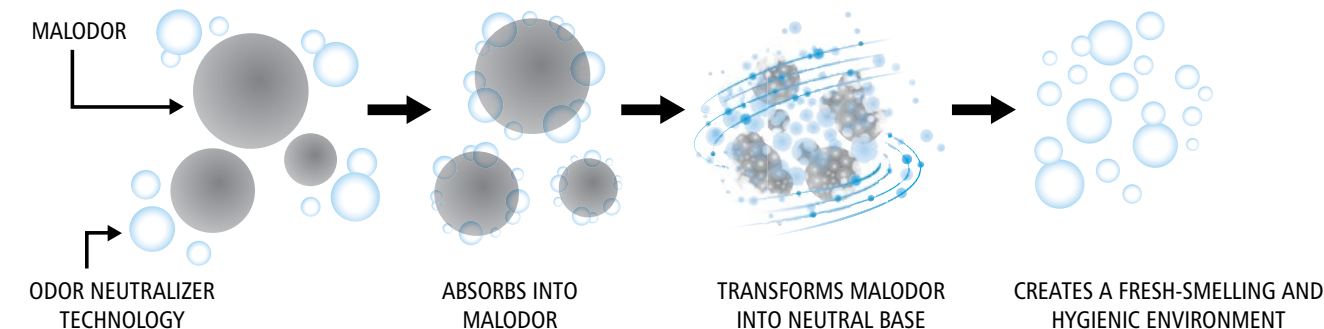 MALODOR
ODOR NEUTRALIZER
TECHNOLOGY
ABSORBS INTO
MALODOR
TRANSFORMS MALODOR
INTO NEUTRAL BASE
CREATES A FRESH-SMELLING AND
HYGIENIC ENVIRONMENT